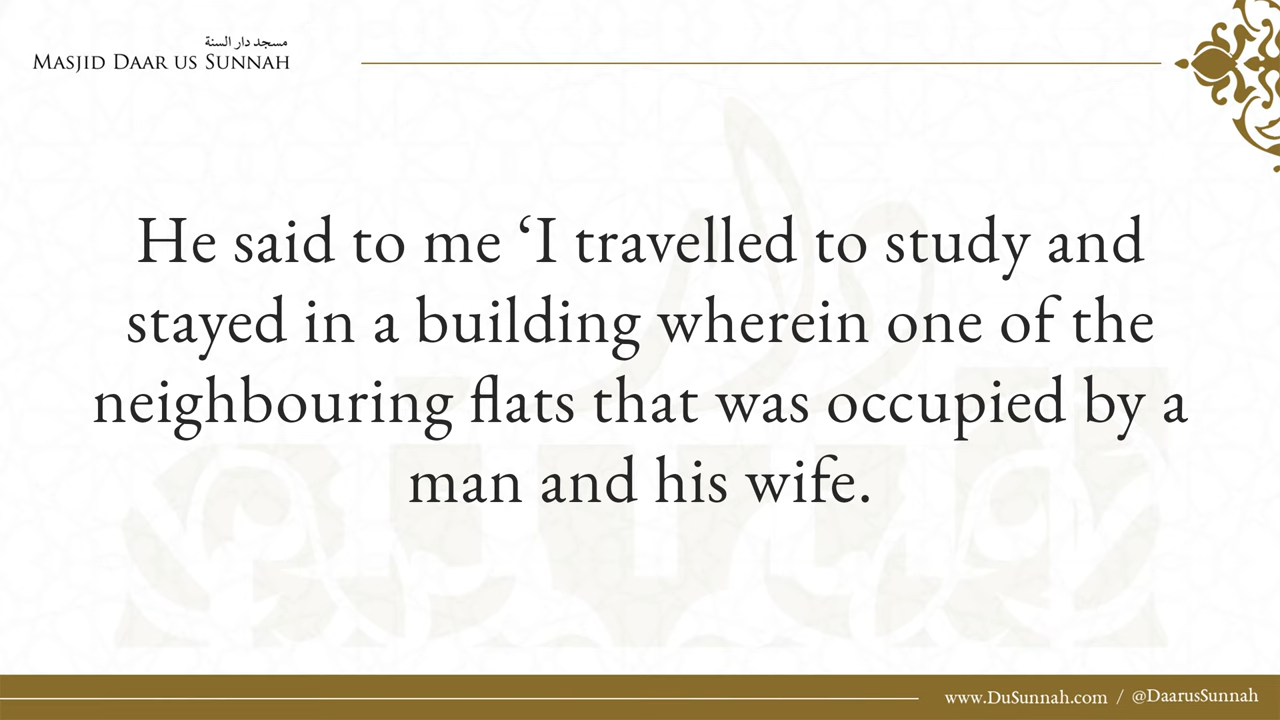 مسجد دار السنة
MASJID DAAR US SUNNAH
He said to me ‘I travelled to study and
stayed in a building wherein one of the
neighbouring flats that was occupied by a
man and his wife.
www.DuSunnah.com / @DaarusSunnah